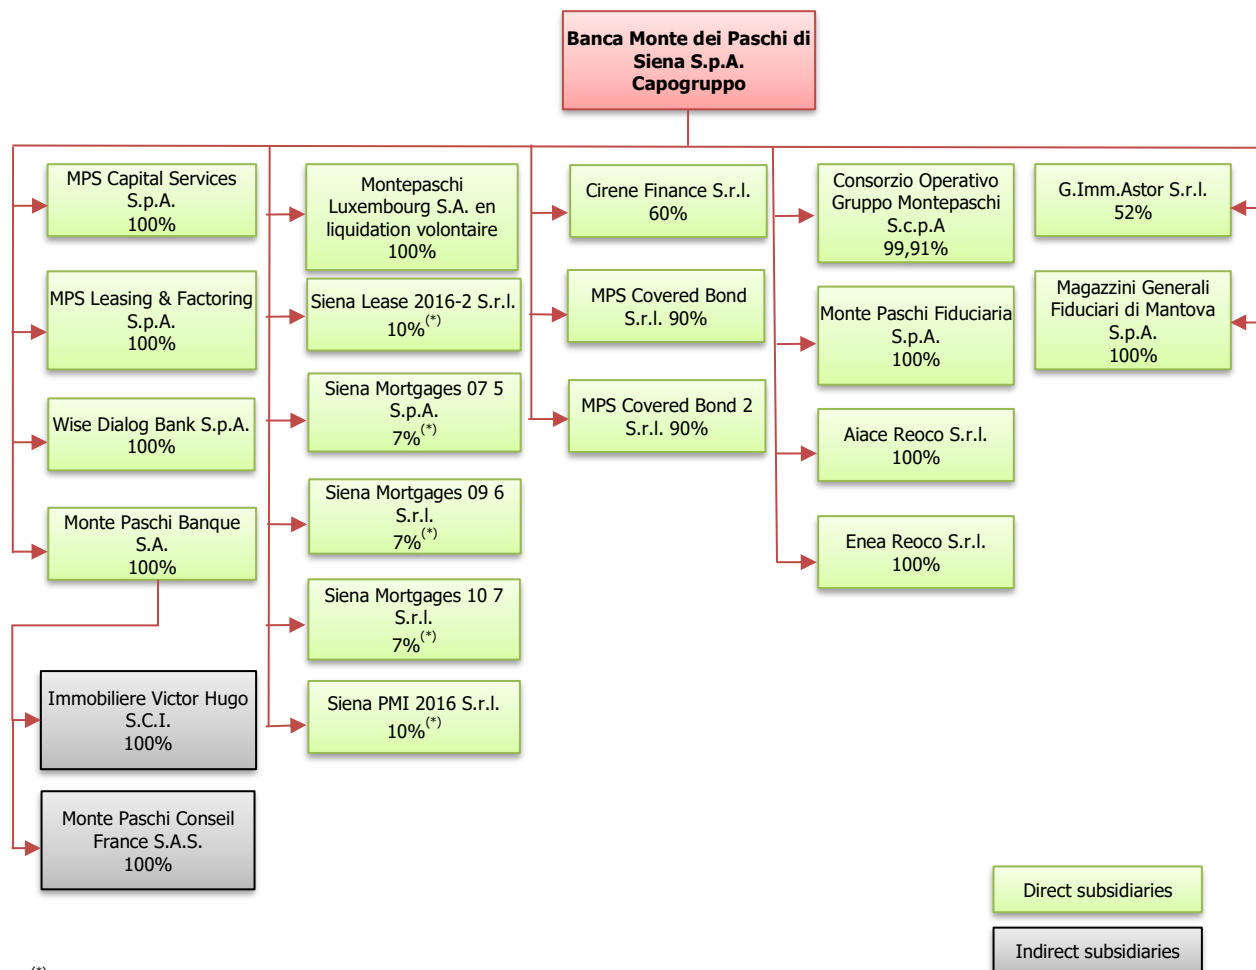 Banca Monte dei Paschi di
Siena S.p.A.
Capogruppo
MPS Capital Services
S.p.A.
100%
MPS Leasing & Factoring
S.p.A.
100%
Wise Dialog Bank S.p.A.
100%
Monte Paschi Banque
S.A.
100%
Immobiliere Victor Hugo
S.C.I.
100%
Monte Paschi Conseil
France S.A.S.
100%
Montepaschi
Luxembourg S.A. en
liquidation volontaire
100%
Siena Lease 2016-2 S.r.l.
10%(*)
Siena Mortgages 07 5
S.p.A.
7%(*)
Siena Mortgages 09 6
S.r.l.
7%(*)
Siena Mortgages 10 7
S.r.l.
7%(*)
Siena PMI 2016 S.r.l.
10%(*)
Cirene Finance S.r.l.
60%
MPS Covered Bond
S.r.l. 90%
MPS Covered Bond 2
S.r.l. 90%
Consorzio Operativo
Gruppo Montepaschi
S.c.p.A
99,91%
Monte Paschi Fiduciaria
S.p.A.
100%
Aiace Reoco S.r.l.
100%
Enea Reoco S.r.l.
100%
G.Imm.Astor S.r.l.
52%
Magazzini Generali
Fiduciari di Mantova
S.p.A.
100%
Direct subsidiaries
Indirect subsidiaries
(*)